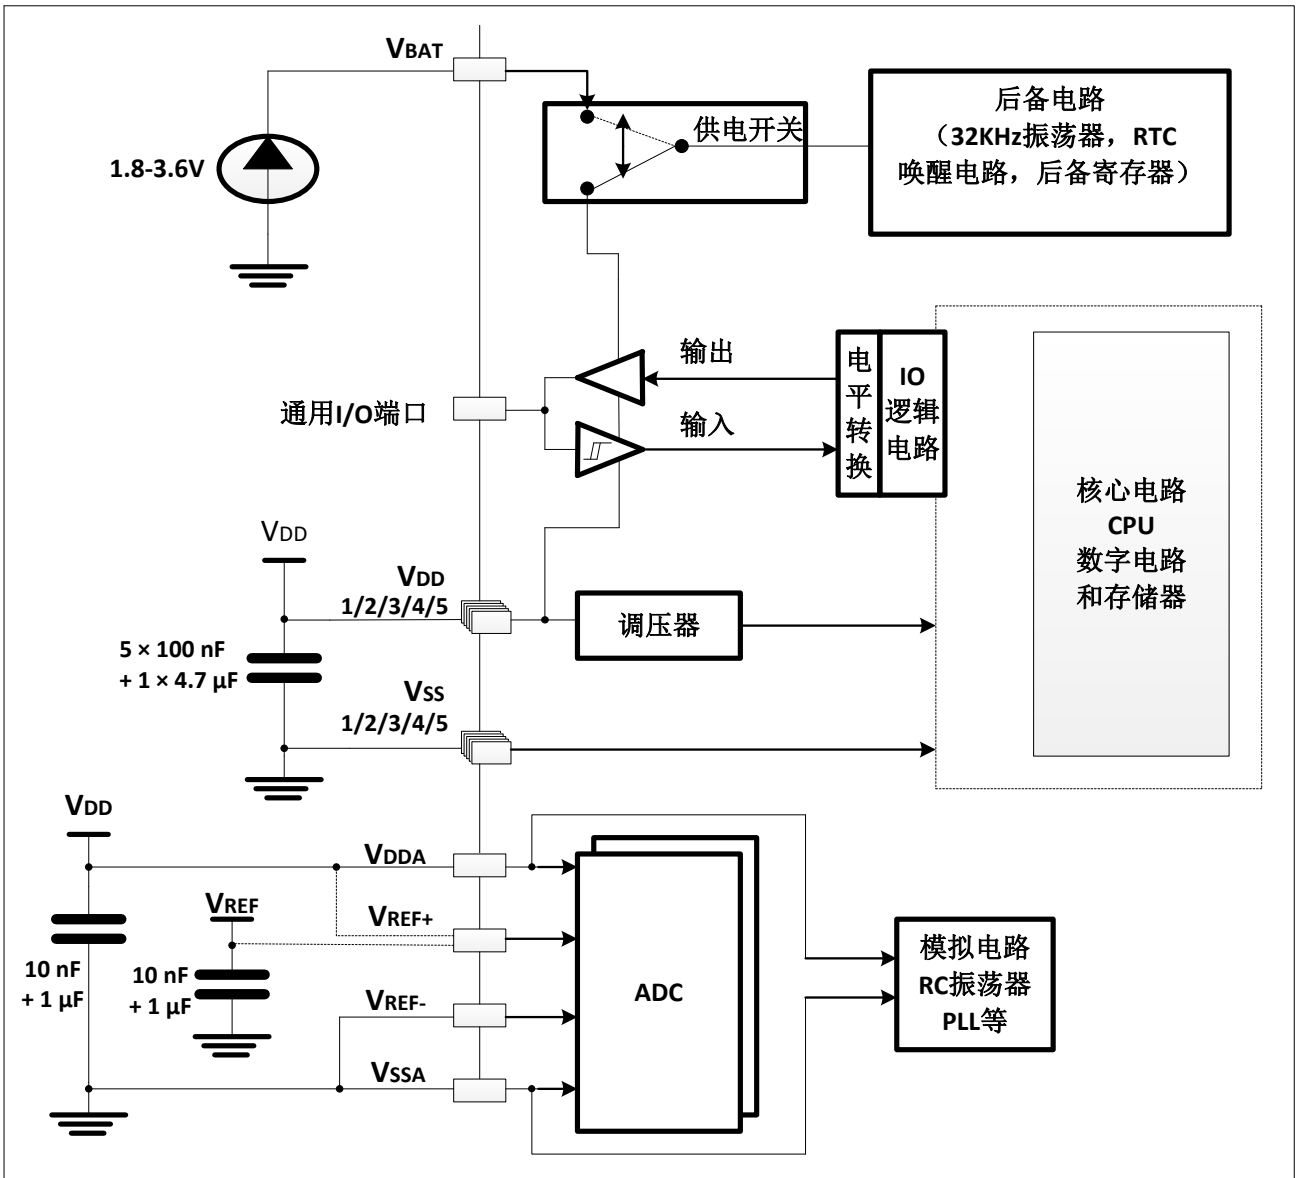 VBAT
1.8-3.6V
供电开关
后备电路
（32KHz振荡器，RTC
唤醒电路，后备寄存器）
输出
通用I/O端口
输入
电平转换
IO
逻辑
电路
核心电路
CPU
数字电路
和存储器
VDD
VDD
1/2/3/4/5
调压器
5 × 100 nF
+ 1 × 4.7 µF
VSS
1/2/3/4/5
VDD
VDDA
VREF
VREF+
10 nF
+ 1 µF
10 nF
+ 1 µF
VREF-
VSSA
ADC
模拟电路
RC振荡器
PLL等